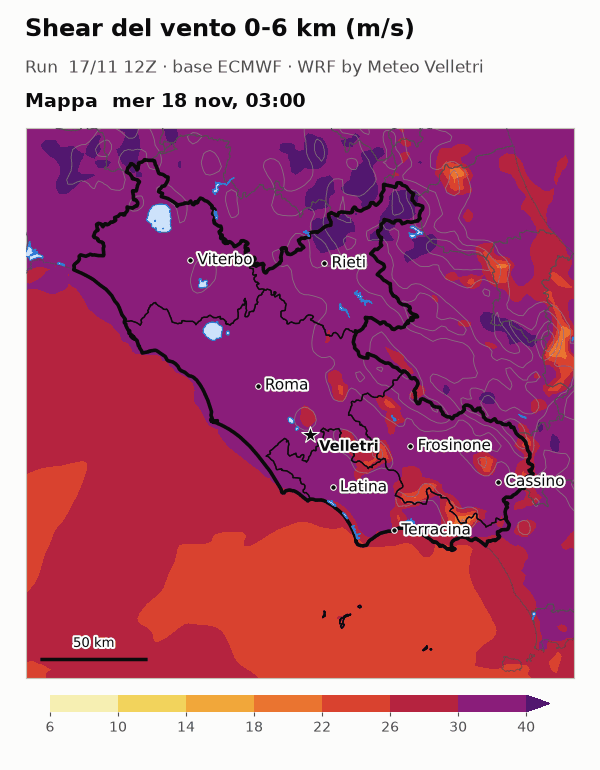 Shear del vento 0-6 km (m/s)
Run  17/11 12Z · base ECMWF · WRF by Meteo Velletri
Mappa  mer 18 nov, 03:00
Viterbo
Rieti
Roma
Velletri
Frosinone
Latina
Cassino
Terracina
50 km
6 10 14 18 22 26 30 40